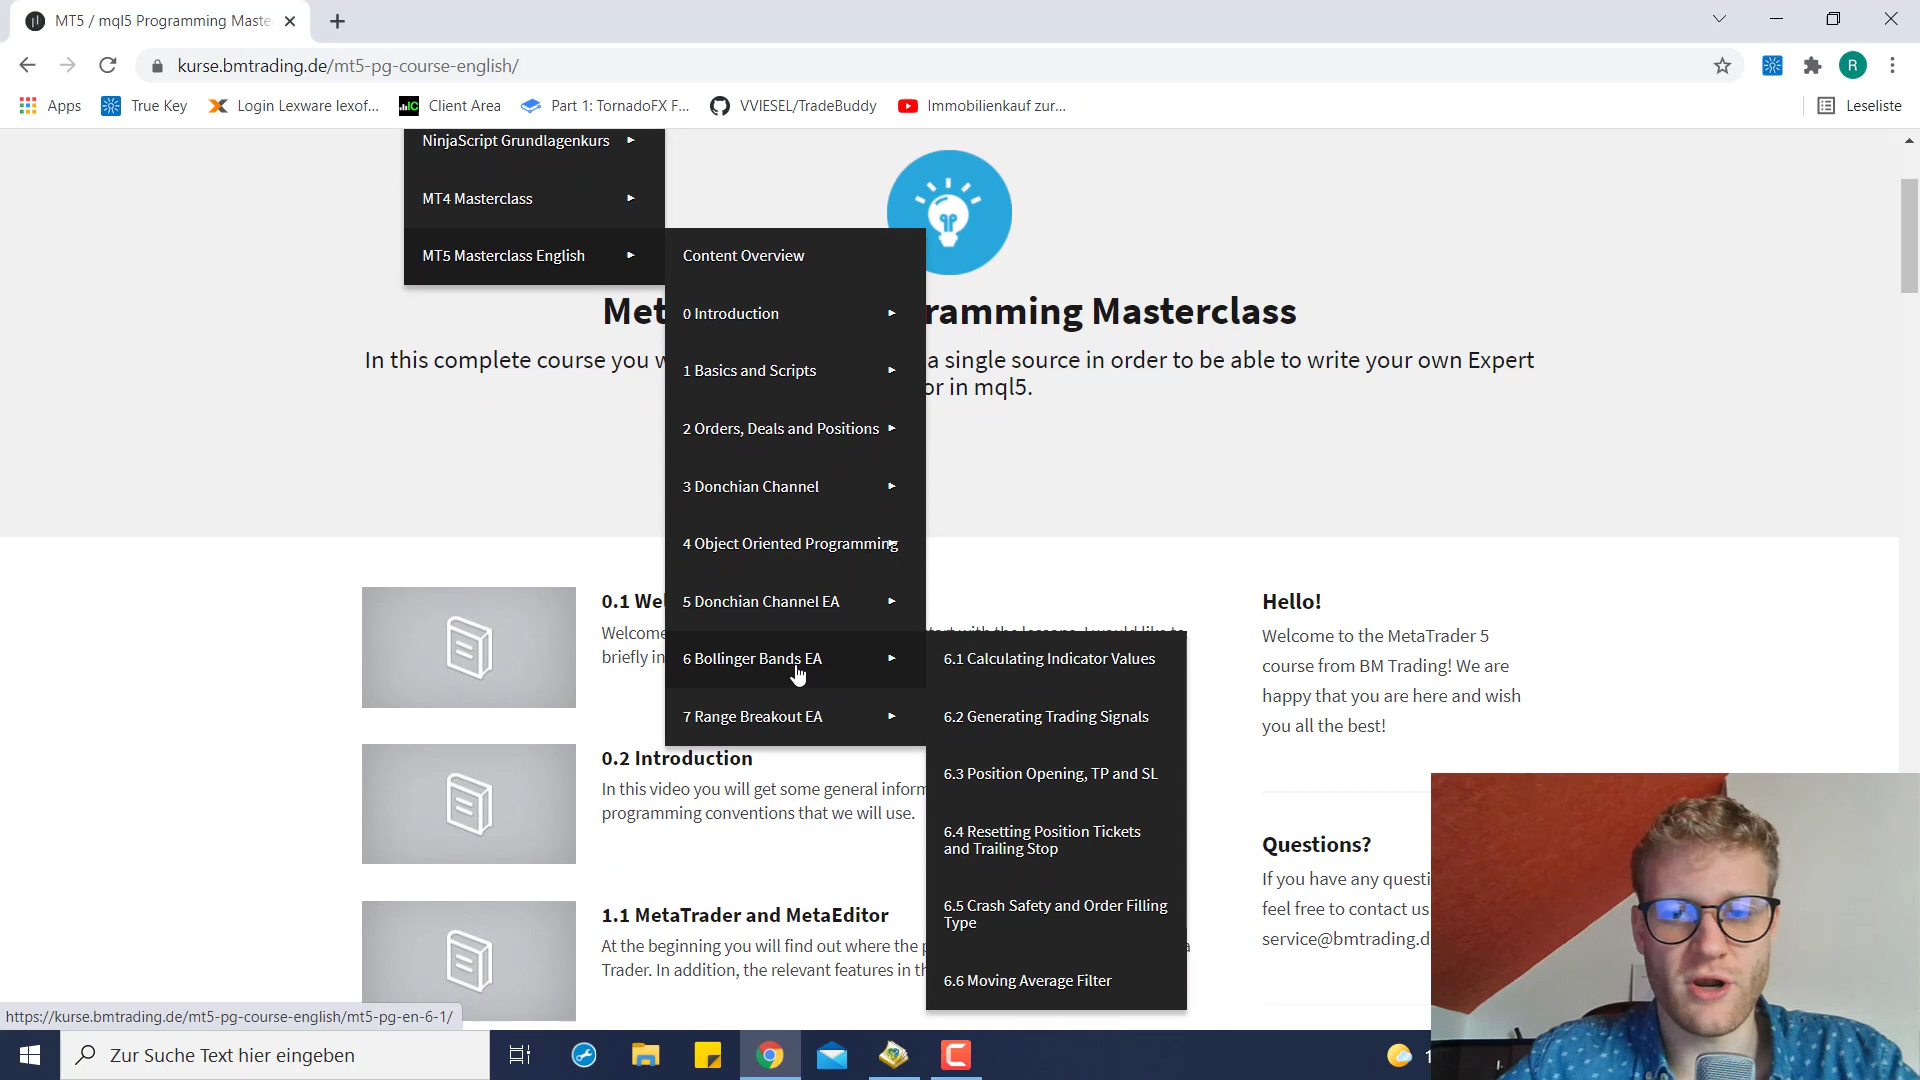 MT5 / mql5 Programming Maste
kurse.bmtrading.de/mt5-pg-course-english/
R
Apps
True Key
Login Lexware lexof...
Client Area
Part 1: TornadoFX F...
VVIESEL/TradeBuddy
Immobilienkauf zur...
Leseliste
NinjaScript Grundlagenkurs
MT4 Masterclass
MT5 Masterclass English
Content Overview
0 Introduction
1 Basics and Scripts
2 Orders, Deals and Positions
3 Donchian Channel
4 Object Oriented Programming
5 Donchian Channel EA
6 Bollinger Bands EA
7 Range Breakout EA
6.1 Calculating Indicator Values
6.2 Generating Trading Signals
6.3 Position Opening, TP and SL
6.4 Resetting Position Tickets
and Trailing Stop
6.5 Crash Safety and Order Filling
Type
6.6 Moving Average Filter
Masterclass
In this complete course you a single source in order to be able to write your own Expert
in mql5.
0.1
Welcome
briefly in
0.2 Introduction
In this video you will get some general
programming conventions that we will use.
1.1 MetaTrader and MetaEditor
At the beginning you will find out where the
Trader. In addition, the relevant features in
Hello!
Welcome to the MetaTrader 5
course from BM Trading! We are
happy that you are here and wish
you all the best!
Questions?
If you have any
feel free to contact us
service@bmtrading.d
https://kurse.bmtrading.de/mt5-pg-course-english/mt5-pg-en-6-1/
Zur Suche Text hier eingeben